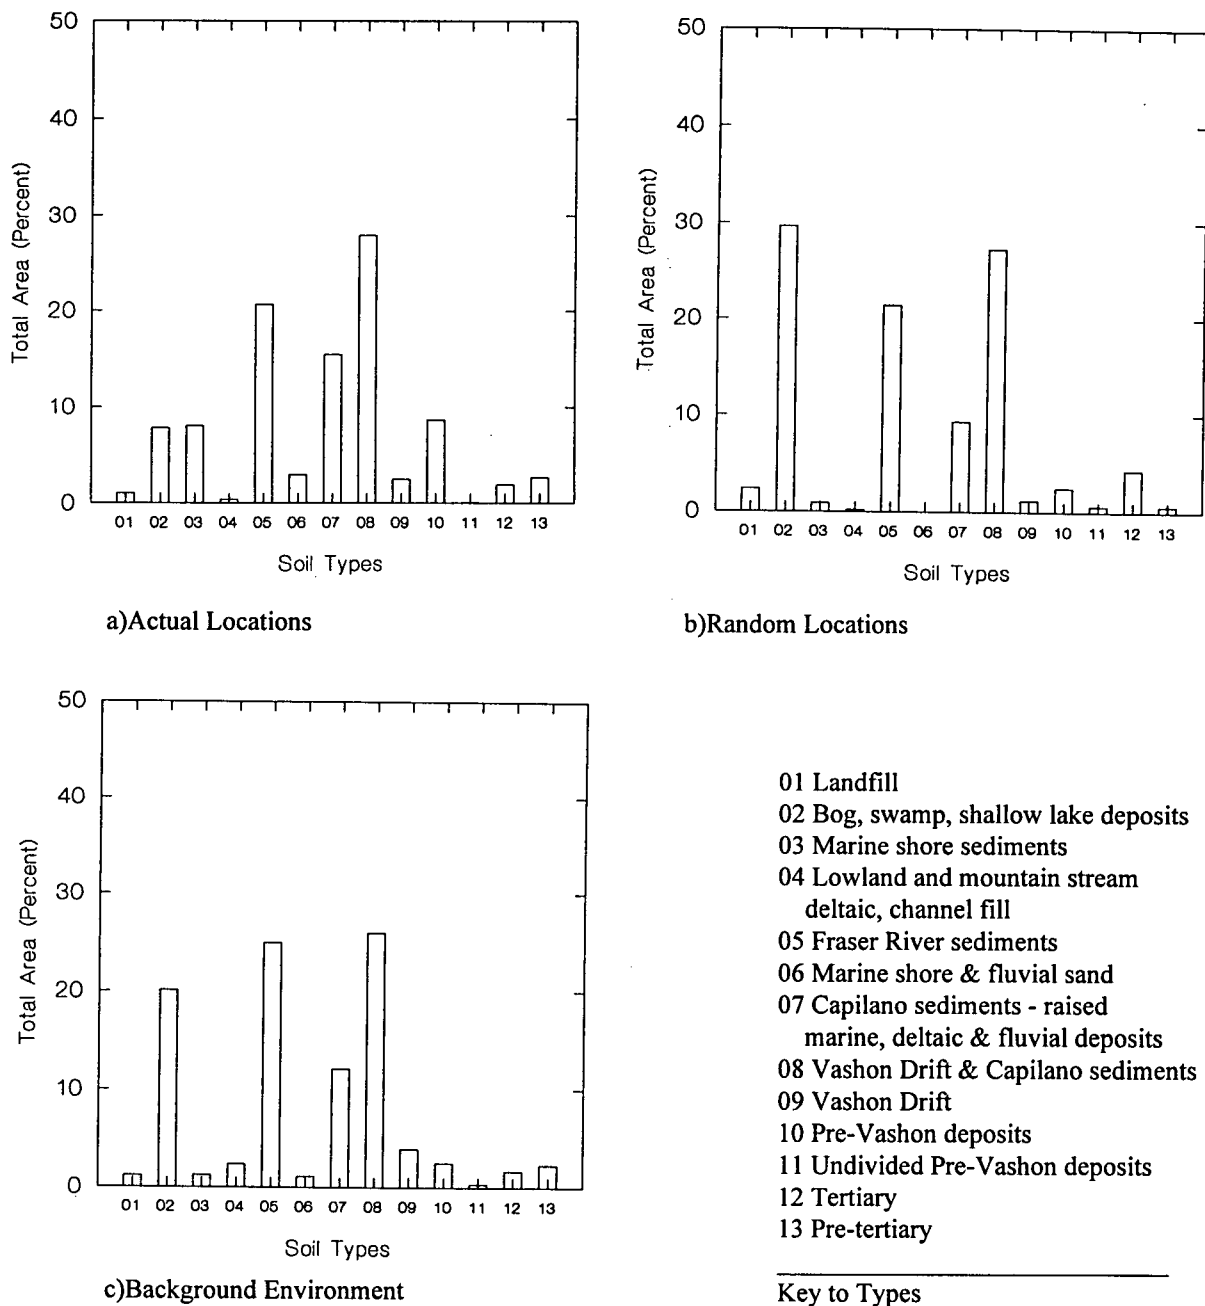 50
40
30
20
10
0
Total Area (Percent)
01 02 03 04 05 06 07 08 09 10 11 12 13
Soil Types
a)Actual Locations
50
40
30
20
10
0
Total Area (Percent)
01 02 03 04 05 06 07 08 09 10 11 12 13
Soil Types
b)Random Locations
50
40
30
20
10
0
Total Area (Percent)
01 02 03 04 05 06 07 08 09 10 11 12 13
Soil Types
c)Background Environment
01 Landfill
02 Bog, swamp, shallow lake deposits
03 Marine shore sediments
04 Lowland and mountain stream
deltaic, channel fill
05 Fraser River sediments
06 Marine shore & fluvial sand
07 Capilano sediments - raised
marine, deltaic & fluvial deposits
08 Vashon Drift & Capilano sediments
09 Vashon Drift
10 Pre-Vashon deposits
11 Undivided Pre-Vashon deposits
12 Tertiary
13 Pre-tertiary
Key to Types